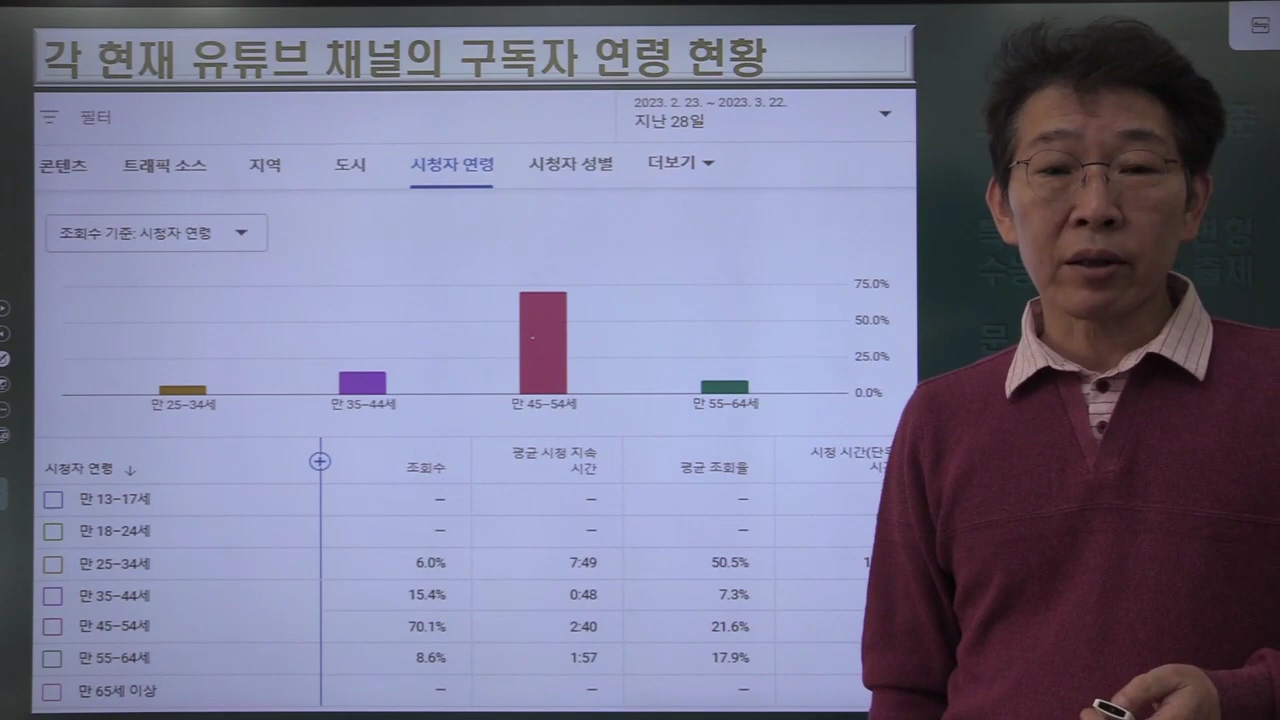 각 현재 유튜브 채널의 구독자 연령 현황
필터
2023. 2. 23. ~ 2023. 3. 22.
지난 28일
콘텐츠 트래픽 소스 지역 도시 시청자 연령 시청자 성별 더보기
조회수 기준: 시청자 연령
75.0%
50.0%
25.0%
0.0%
만 25–34세 만 35–44세 만 45–54세 만 55–64세
시청자 연령 조회수 평균 시청 지속 시간 평균 조회율 시청 시간(단위
만 13–17세 – – –
만 18–24세 – – –
만 25–34세 6.0% 7:49 50.5% 1
만 35–44세 15.4% 0:48 7.3%
만 45–54세 70.1% 2:40 21.6%
만 55–64세 8.6% 1:57 17.9%
만 65세 이상 – – –